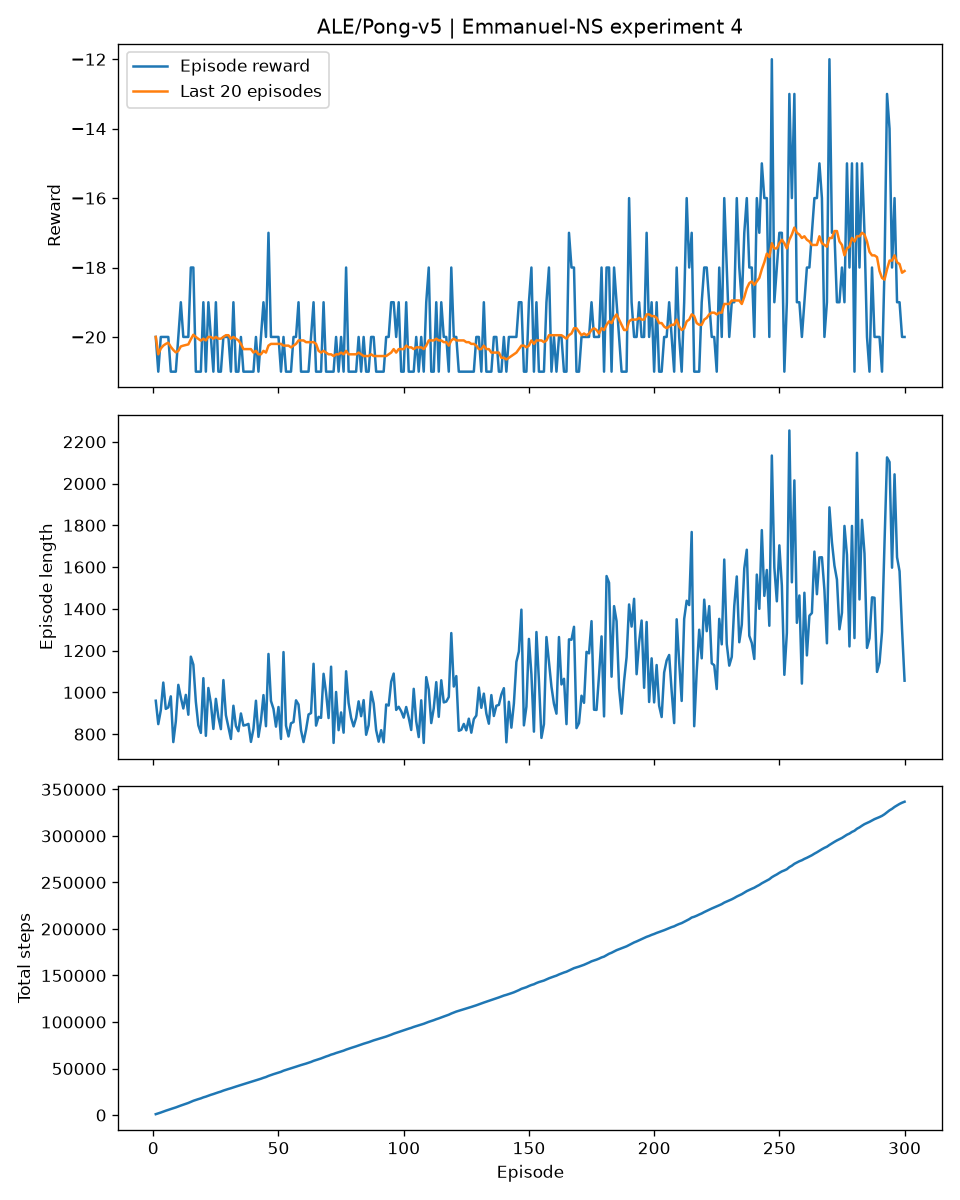 ALE/Pong-v5 | Emmanuel-NS experiment 4
Episode reward
Last 20 episodes
Reward
−12
−14
−16
−18
−20
Episode length
2200
2000
1800
1600
1400
1200
1000
800
Total steps
350000
300000
250000
200000
150000
100000
50000
0
0 50 100 150 200 250 300
Episode